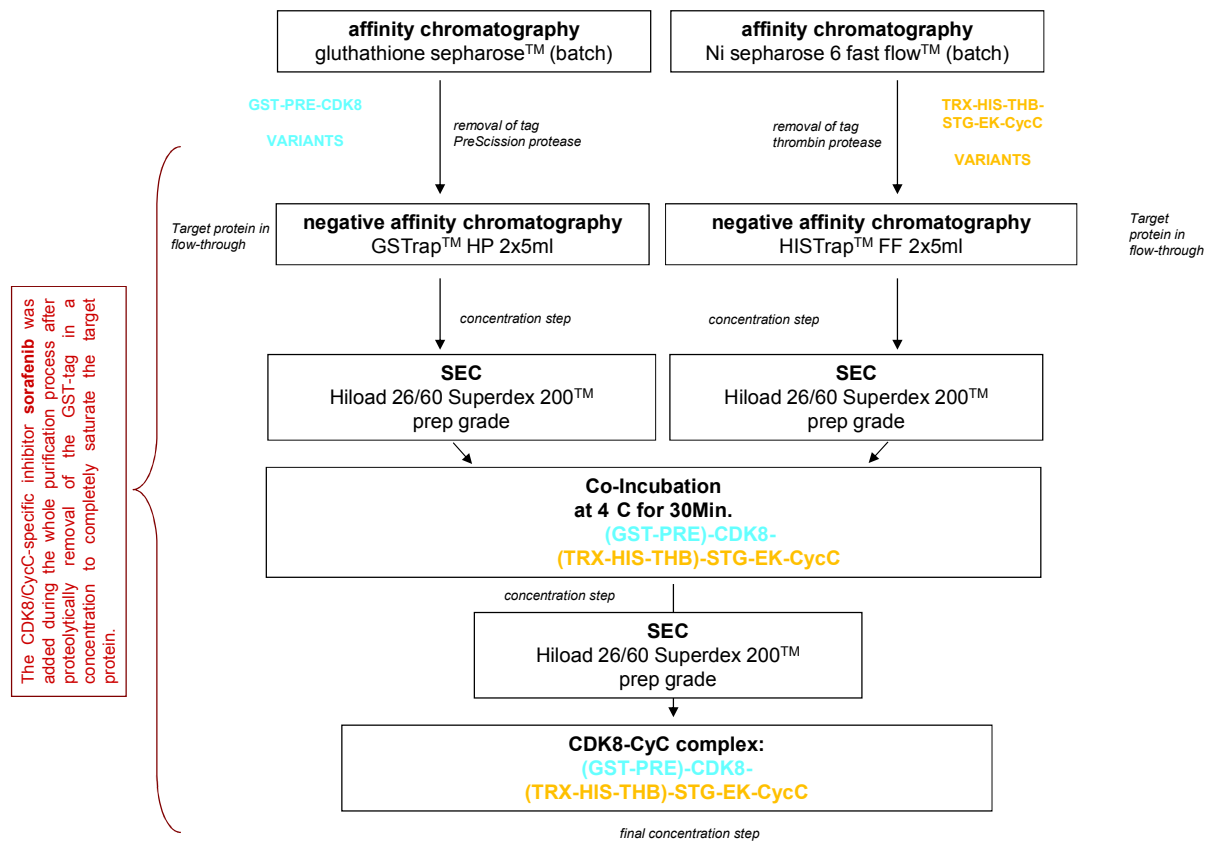 affinity chromatography
gluthathione sepharose™ (batch)
affinity chromatography
Ni sepharose 6 fast flow™ (batch)
GST-PRE-CDK8
VARIANTS
removal of tag
PreScission protease
removal of tag
thrombin protease
TRX-HIS-THB-
STG-EK-CycC
VARIANTS
Target protein in
flow-through
negative affinity chromatography
GSTrap™ HP 2x5ml
negative affinity chromatography
HISTrap™ FF 2x5ml
Target
protein in
flow-through
concentration step
concentration step
SEC
Hiload 26/60 Superdex 200™
prep grade
SEC
Hiload 26/60 Superdex 200™
prep grade
The CDK8/CycC-specific inhibitor sorafenib was
added during the whole purification process after
proteolytically removal of the GST-tag in a
concentration to completely saturate the target
protein.
Co-Incubation
at 4 C for 30Min.
(GST-PRE)-CDK8-
(TRX-HIS-THB)-STG-EK-CycC
concentration step
SEC
Hiload 26/60 Superdex 200™
prep grade
CDK8-CyC complex:
(GST-PRE)-CDK8-
(TRX-HIS-THB)-STG-EK-CycC
final concentration step